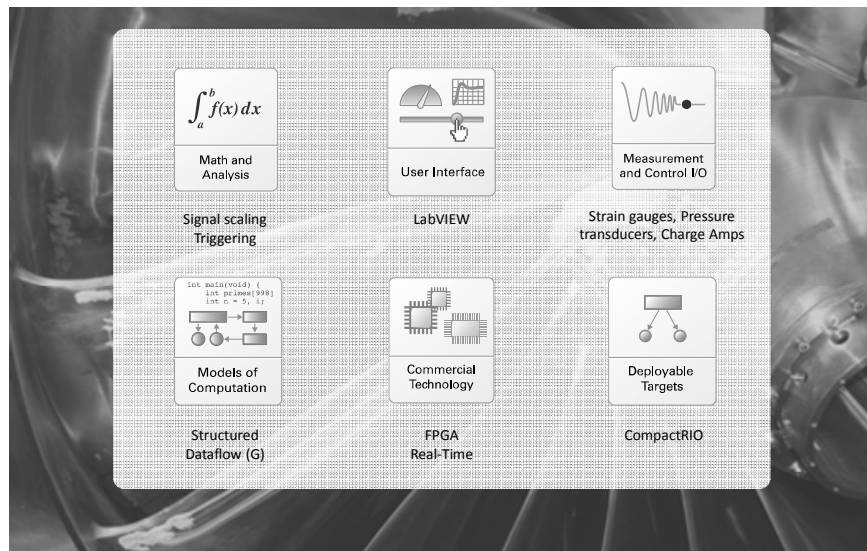 ∫ₐᵇ f(x) dx
Math and
Analysis
Signal scaling
Triggering
User Interface
LabVIEW
Measurement
and Control I/O
Strain gauges, Pressure
transducers, Charge Amps
int main(void) {
int primes[998]
int n = 5, i;
Models of
Computation
Structured
Dataflow (G)
Commercial
Technology
FPGA
Real-Time
Deployable
Targets
CompactRIO